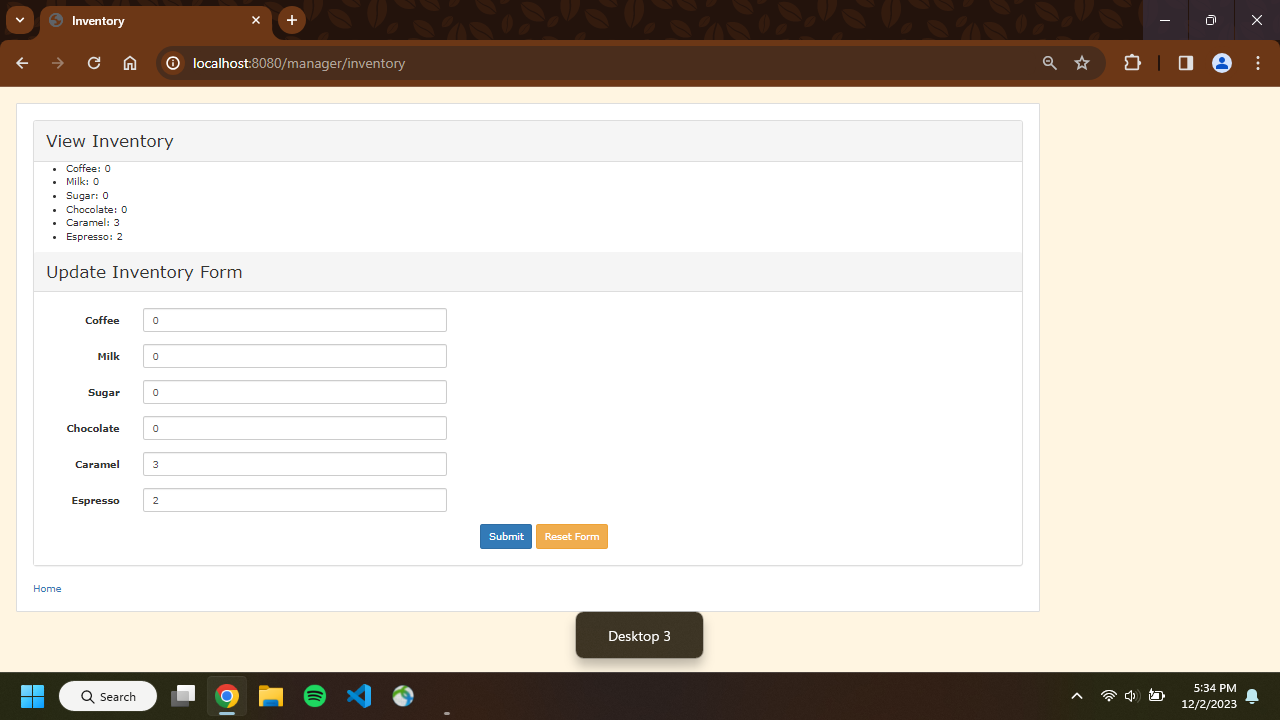 Inventory
localhost:8080/manager/inventory
View Inventory
Coffee: 0
Milk: 0
Sugar: 0
Chocolate: 0
Caramel: 3
Espresso: 2
Update Inventory Form
Coffee 0
Milk 0
Sugar 0
Chocolate 0
Caramel 3
Espresso 2
Submit Reset Form
Home
Desktop 3
Search
5:34 PM
12/2/2023